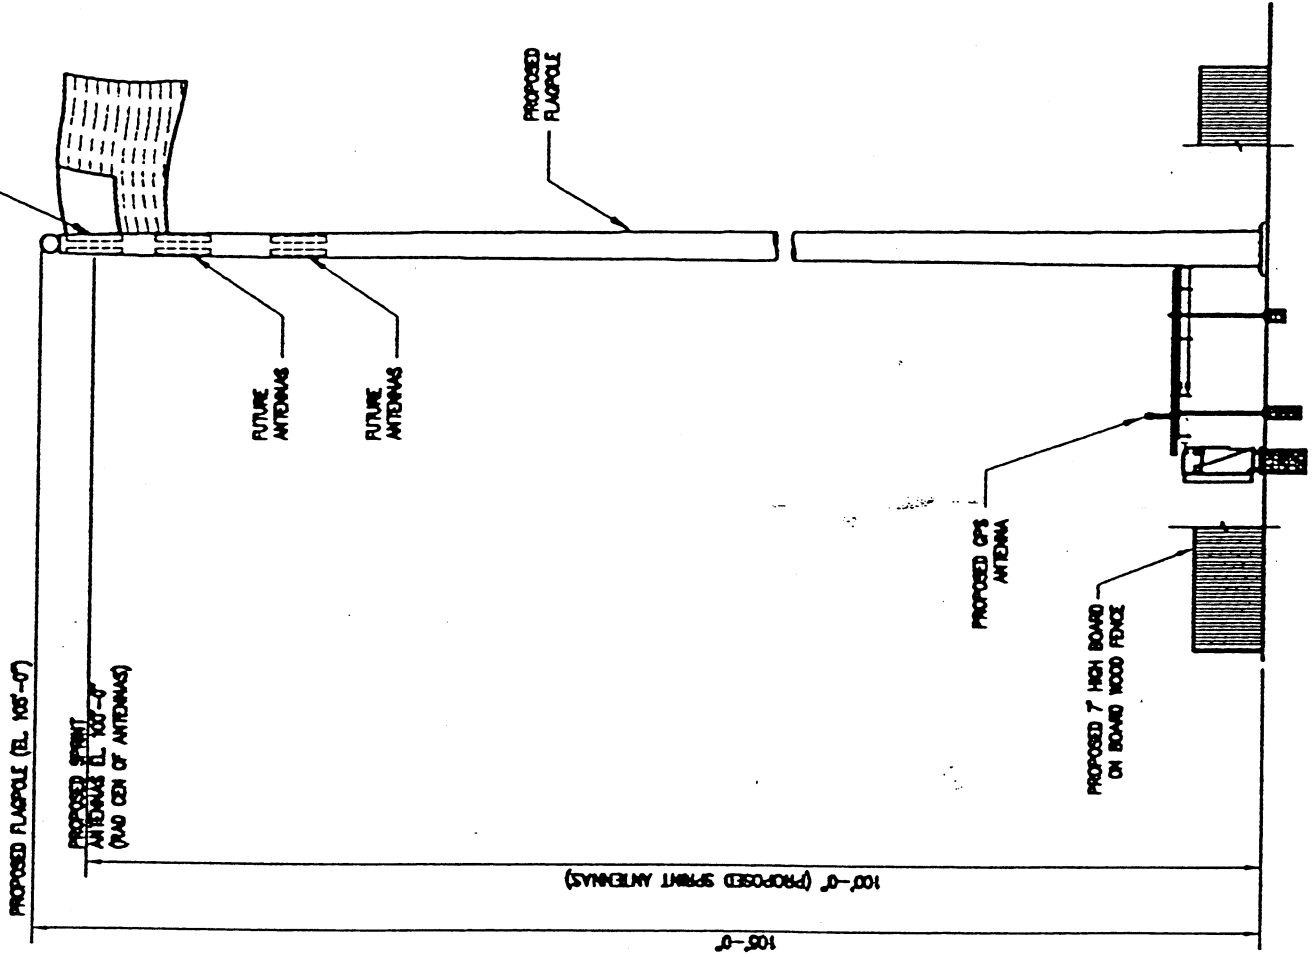 PROPOSED FLAGPOLE (EL. 105'-0")
PROPOSED SPRINT
ANTENNAS EL. 100'-0"
(RAD CEN OF ANTENNAS)
FUTURE
ANTENNAS
FUTURE
ANTENNAS
PROPOSED
FLAGPOLE
PROPOSED GPS
ANTENNA
PROPOSED 7' HIGH BOARD
ON BOARD WOOD FENCE
100'-0" (PROPOSED SPRINT ANTENNAS)
105'-0"